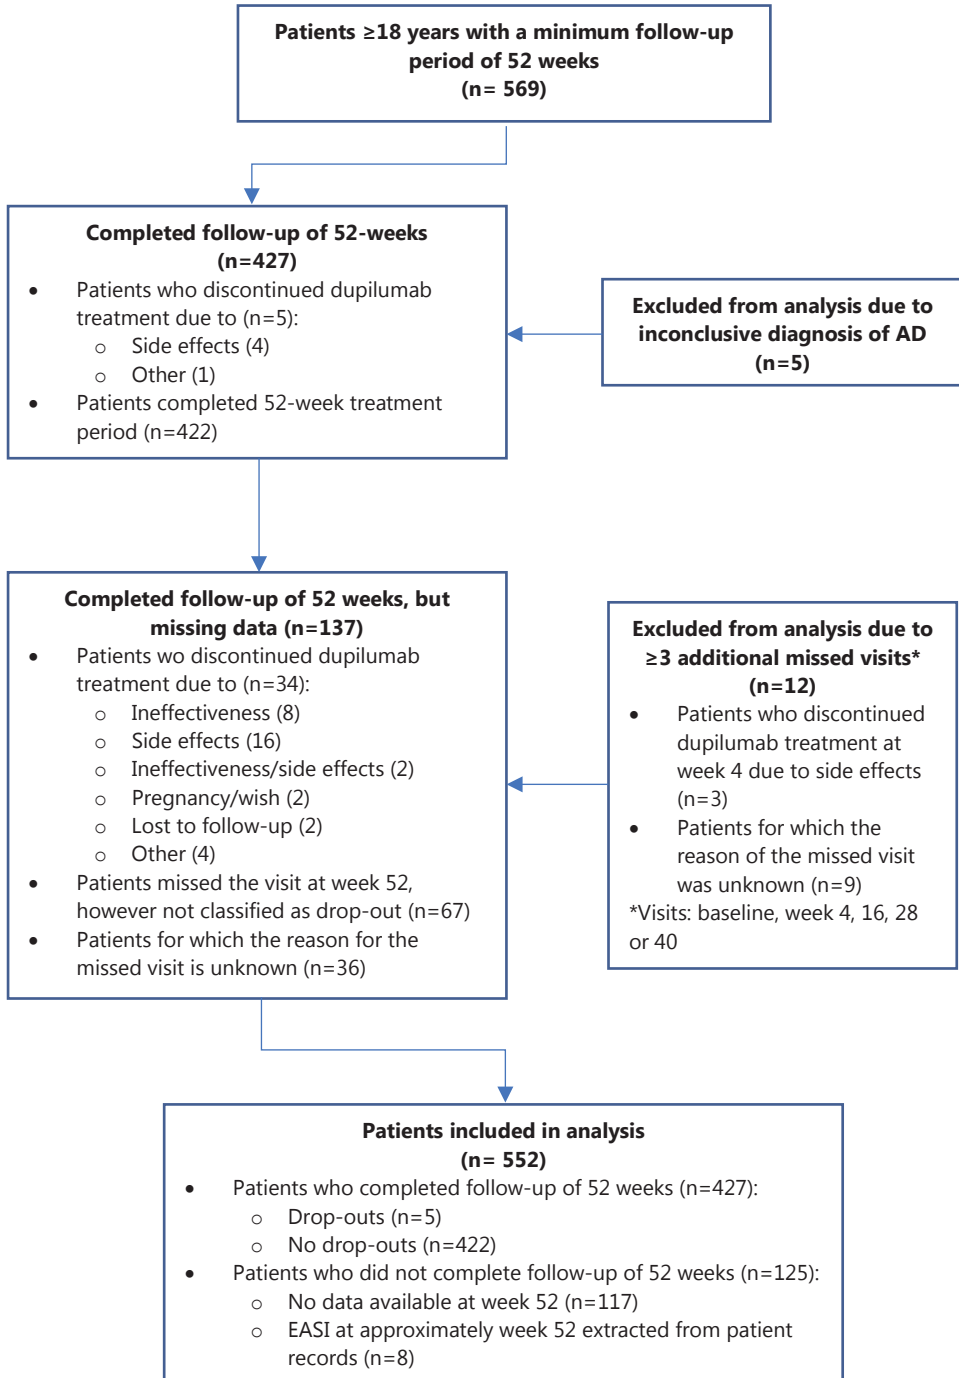 Patients ≥18 years with a minimum follow-up
period of 52 weeks
(n= 569)
Completed follow-up of 52-weeks
(n=427)
• Patients who discontinued dupilumab
treatment due to (n=5):
o Side effects (4)
o Other (1)
• Patients completed 52-week treatment
period (n=422)
Excluded from analysis due to
inconclusive diagnosis of AD
(n=5)
Completed follow-up of 52 weeks, but
missing data (n=137)
• Patients wo discontinued dupilumab
treatment due to (n=34):
o Ineffectiveness (8)
o Side effects (16)
o Ineffectiveness/side effects (2)
o Pregnancy/wish (2)
o Lost to follow-up (2)
o Other (4)
• Patients missed the visit at week 52,
however not classified as drop-out (n=67)
• Patients for which the reason for the
missed visit is unknown (n=36)
Excluded from analysis due to
≥3 additional missed visits*
(n=12)
• Patients who discontinued
dupilumab treatment at
week 4 due to side effects
(n=3)
• Patients for which the
reason of the missed visit
was unknown (n=9)
*Visits: baseline, week 4, 16, 28
or 40
Patients included in analysis
(n= 552)
• Patients who completed follow-up of 52 weeks (n=427):
o Drop-outs (n=5)
o No drop-outs (n=422)
• Patients who did not complete follow-up of 52 weeks (n=125):
o No data available at week 52 (n=117)
o EASI at approximately week 52 extracted from patient
records (n=8)